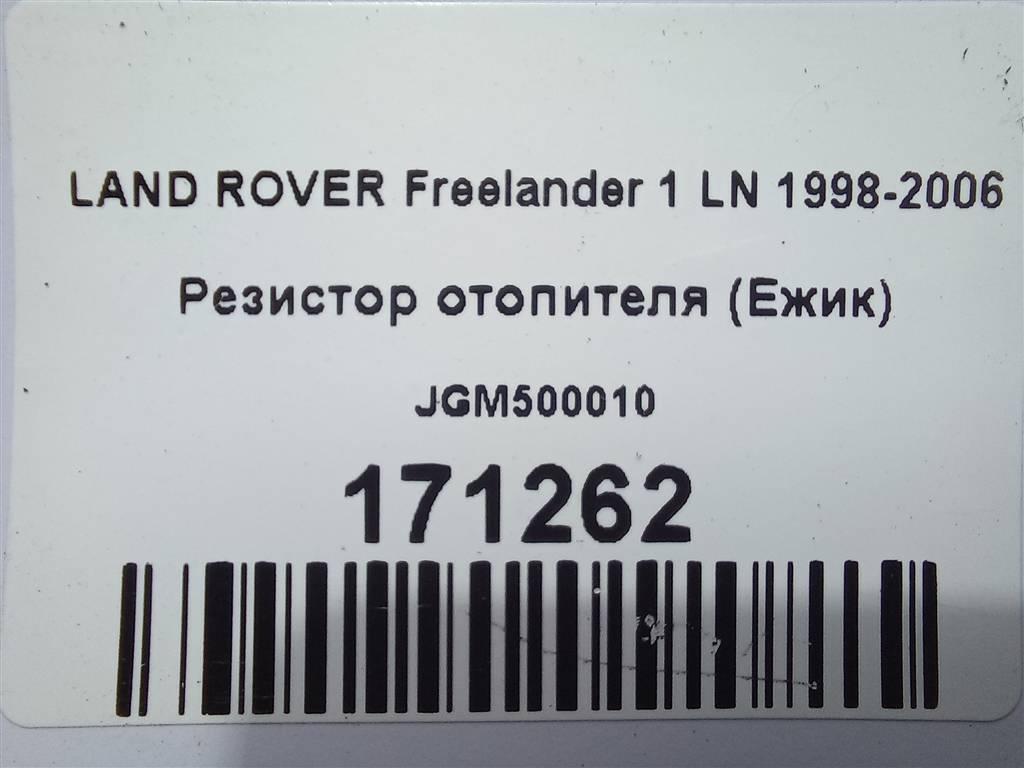 LAND ROVER Freelander 1 LN 1998-2006
Резистор отопителя (Ежик)
JGM500010
171262